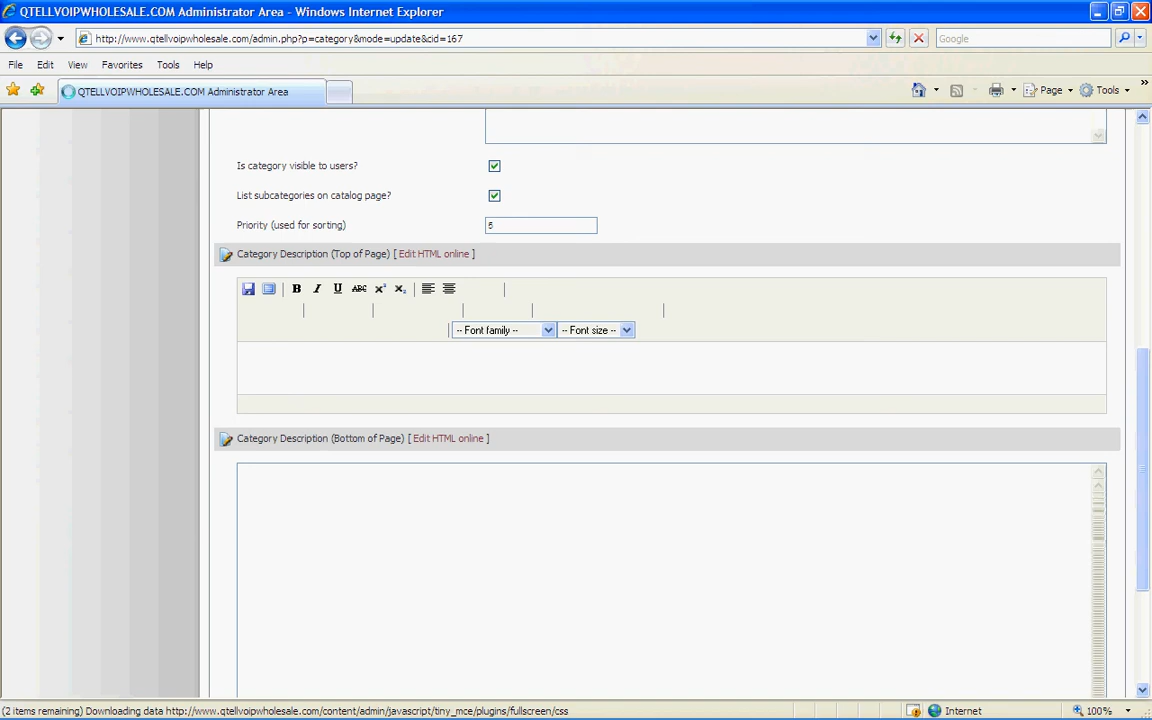 QTELLVOIPWHOLESALE.COM Administrator Area - Windows Internet Explorer
http://www.qtellvoipwholesale.com/admin.php?p=category&mode=update&cid=167
Google
File Edit View Favorites Tools Help
QTELLVOIPWHOLESALE.COM Administrator Area
Page Tools
Is category visible to users?
List subcategories on catalog page?
Priority (used for sorting) 5
Category Description (Top of Page) [ Edit HTML online ]
B I U ABC x² x₂
-- Font family -- -- Font size --
Category Description (Bottom of Page) [ Edit HTML online ]
(2 items remaining) Downloading data http://www.qtellvoipwholesale.com/content/admin/javascript/tiny_mce/plugins/fullscreen/css Internet 100%